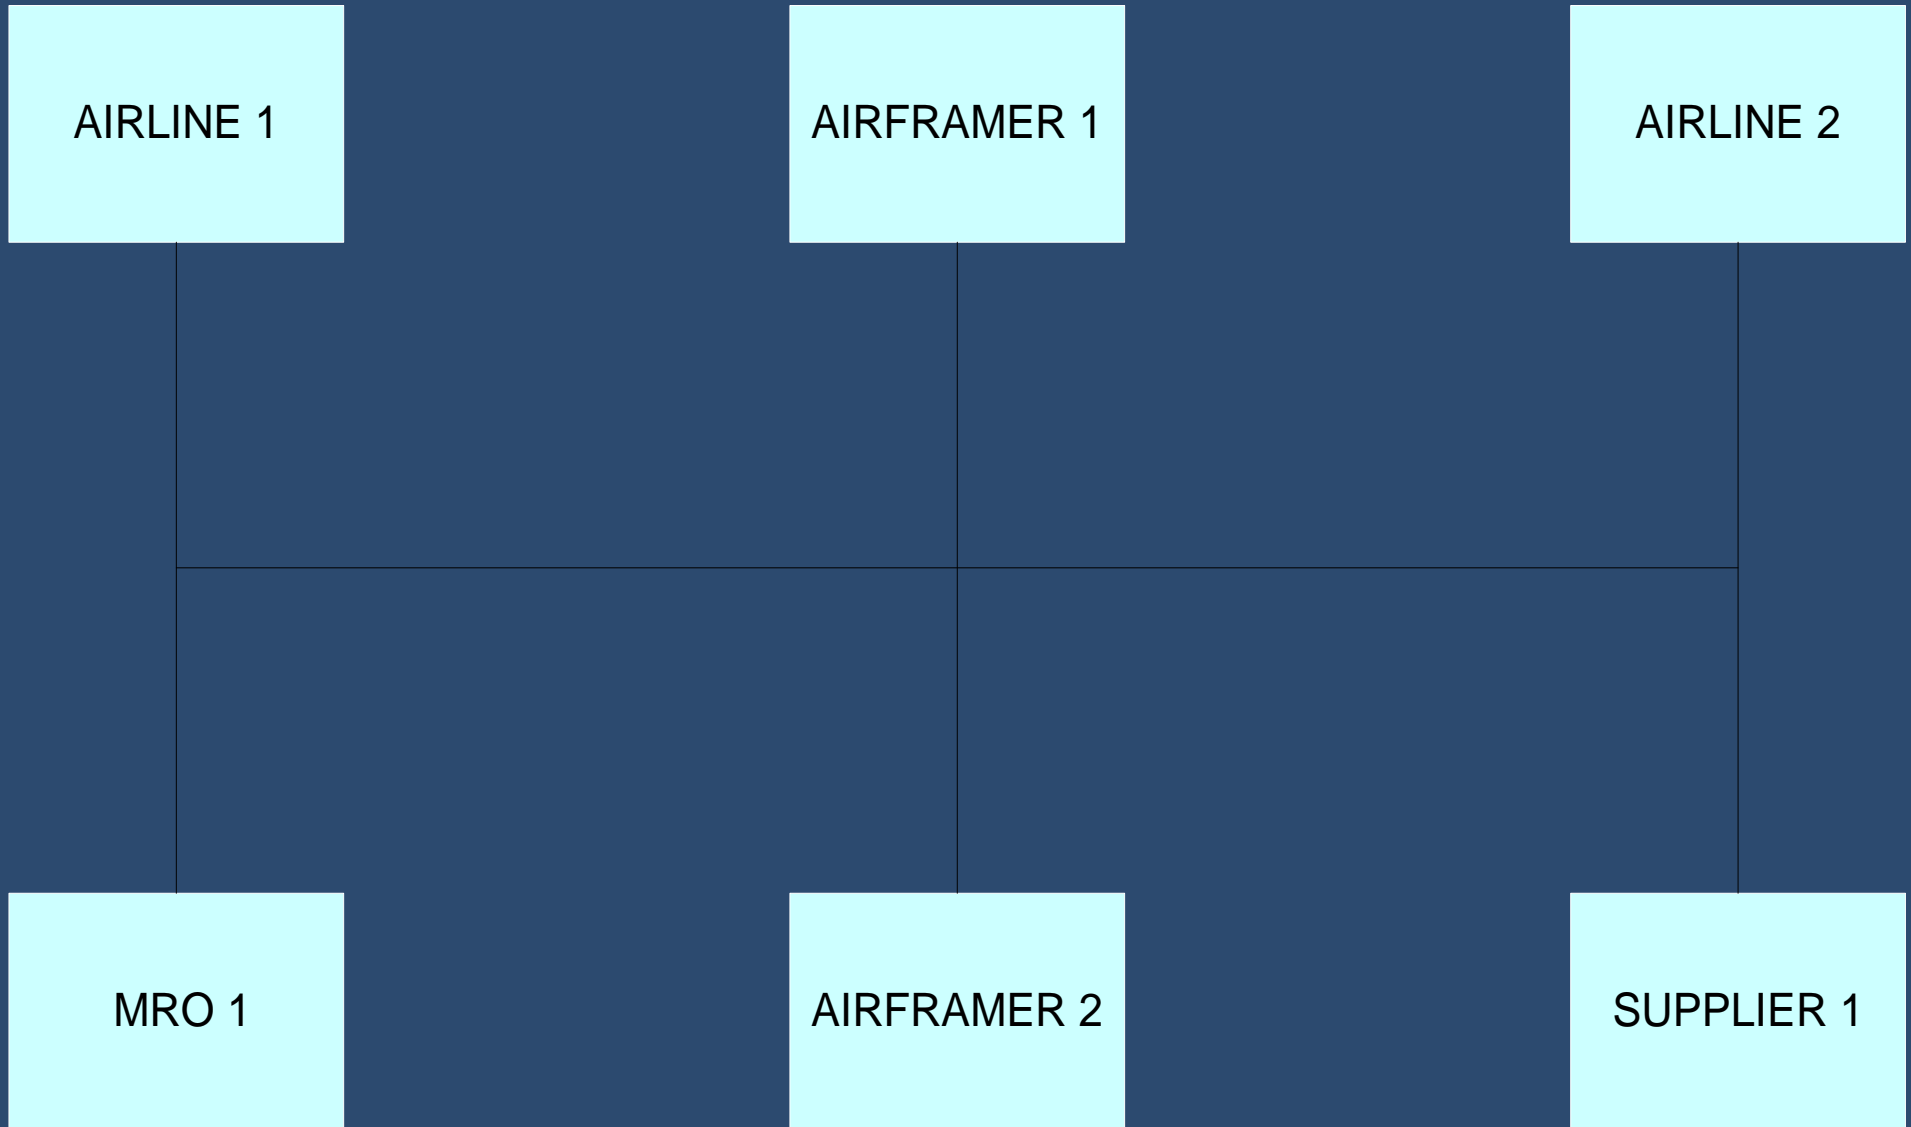 AIRLINE 1
AIRFRAMER 1
AIRLINE 2
MRO 1
AIRFRAMER 2
SUPPLIER 1